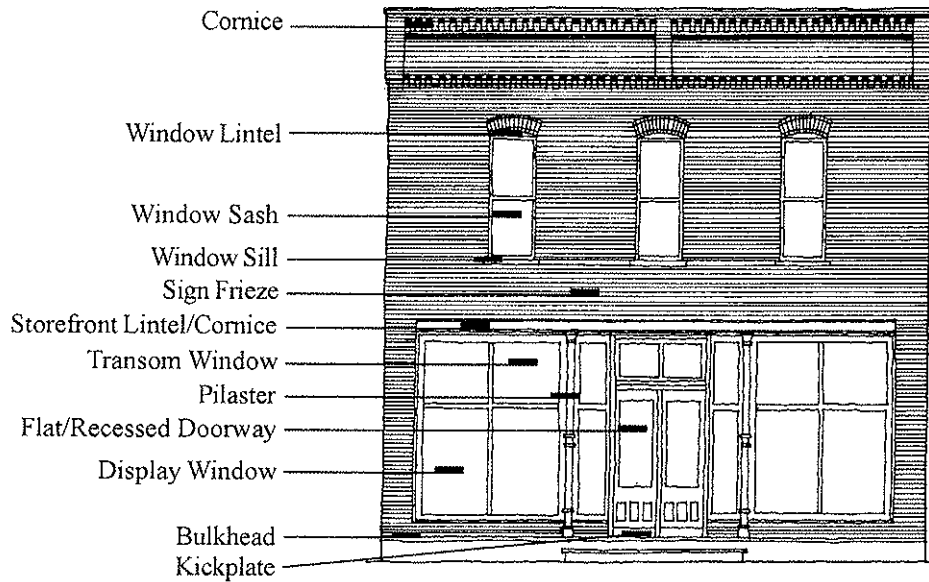 Cornice
Window Lintel
Window Sash
Window Sill
Sign Frieze
Storefront Lintel/Cornice
Transom Window
Pilaster
Flat/Recessed Doorway
Display Window
Bulkhead
Kickplate